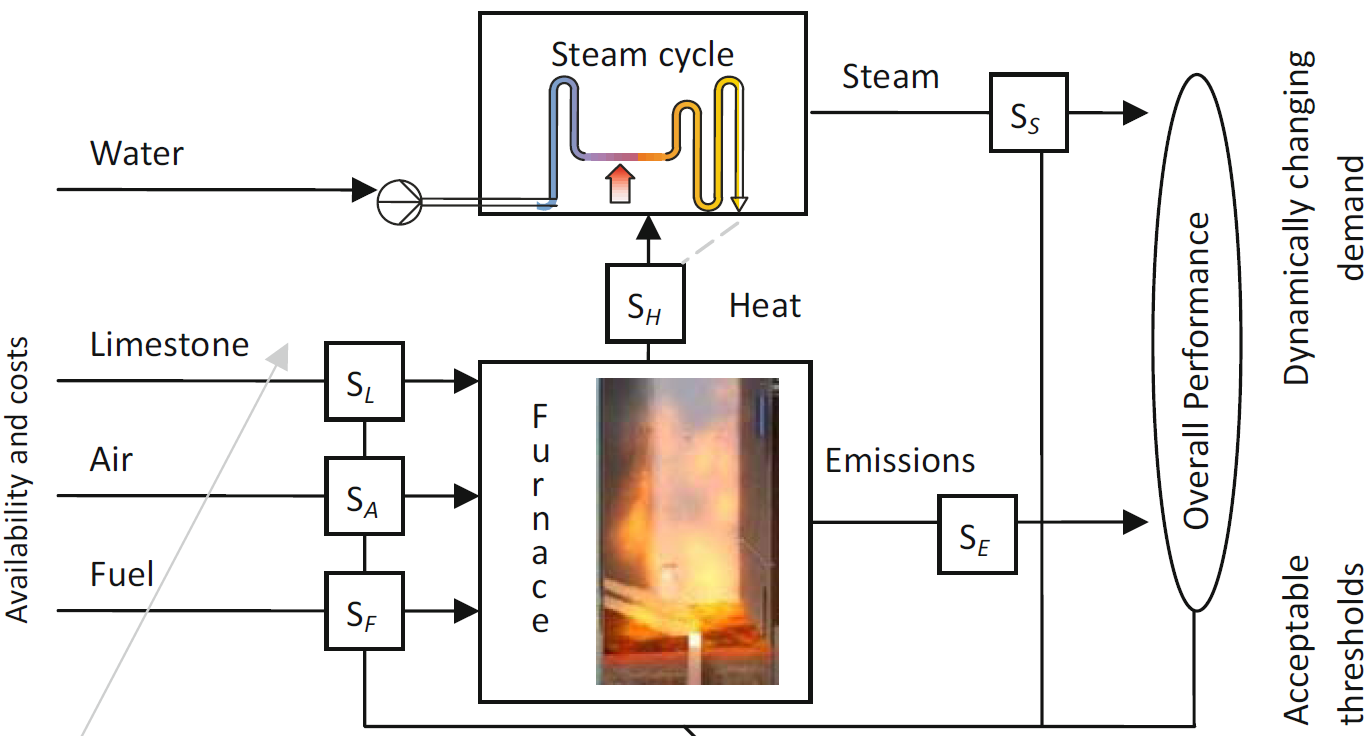 Steam cycle
Steam
S_S
Water
S_H
Heat
Limestone
S_L
Air
S_A
Fuel
S_F
Furnace
Emissions
S_E
Overall Performance
Availability and costs
Dynamically changing
demand
Acceptable
thresholds